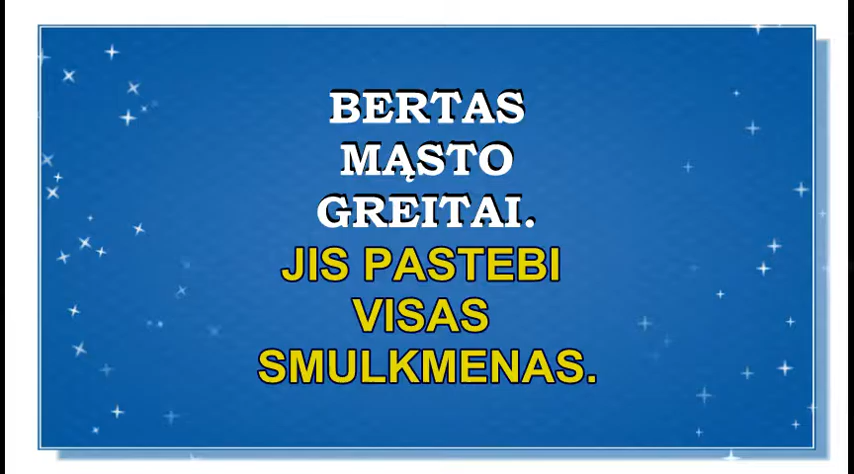 BERTAS
MĄSTO
GREITAI.
JIS PASTEBI
VISAS
SMULKMENAS.